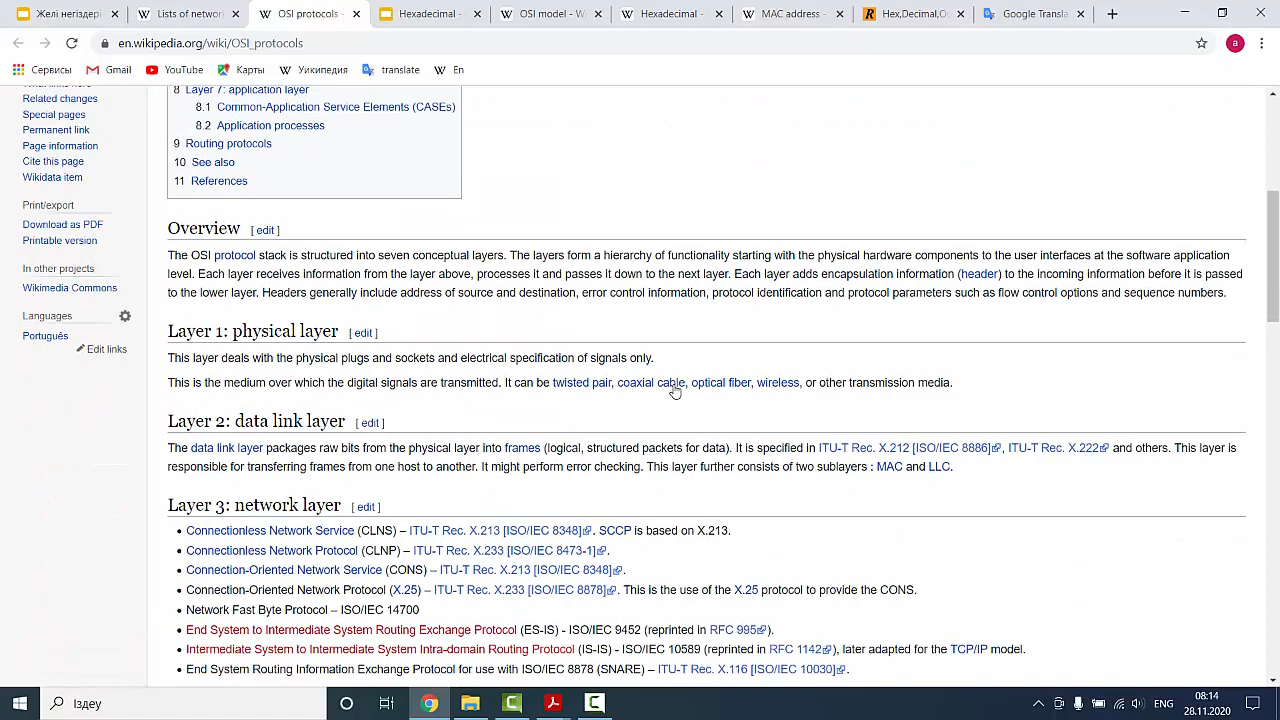 Желі негіздері
Lists of networ
OSI protocols -
Hexadecimal -
OSI model - Wi
Hexadecimal -
MAC address -
Hex,Decimal,O
Google Transla
en.wikipedia.org/wiki/OSI_protocols
a
Сервисы
Gmail
YouTube
Карты
Уикипедия
translate
En
Related changes
Special pages
Permanent link
Page information
Cite this page
Wikidata item
Print/export
Download as PDF
Printable version
In other projects
Wikimedia Commons
Languages
Português
Edit links
8 Layer 7: application layer
8.1 Common-Application Service Elements (CASEs)
8.2 Application processes
9 Routing protocols
10 See also
11 References
Overview [ edit ]
The OSI protocol stack is structured into seven conceptual layers. The layers form a hierarchy of functionality starting with the physical hardware components to the user interfaces at the software application
level. Each layer receives information from the layer above, processes it and passes it down to the next layer. Each layer adds encapsulation information (header) to the incoming information before it is passed
to the lower layer. Headers generally include address of source and destination, error control information, protocol identification and protocol parameters such as flow control options and sequence numbers.
Layer 1: physical layer [ edit ]
This layer deals with the physical plugs and sockets and electrical specification of signals only.
This is the medium over which the digital signals are transmitted. It can be twisted pair, coaxial cable, optical fiber, wireless, or other transmission media.
Layer 2: data link layer [ edit ]
The data link layer packages raw bits from the physical layer into frames (logical, structured packets for data). It is specified in ITU-T Rec. X.212 [ISO/IEC 8886], ITU-T Rec. X.222 and others. This layer is
responsible for transferring frames from one host to another. It might perform error checking. This layer further consists of two sublayers : MAC and LLC.
Layer 3: network layer [ edit ]
• Connectionless Network Service (CLNS) – ITU-T Rec. X.213 [ISO/IEC 8348]. SCCP is based on X.213.
• Connectionless Network Protocol (CLNP) – ITU-T Rec. X.233 [ISO/IEC 8473-1].
• Connection-Oriented Network Service (CONS) – ITU-T Rec. X.213 [ISO/IEC 8348].
• Connection-Oriented Network Protocol (X.25) – ITU-T Rec. X.233 [ISO/IEC 8878]. This is the use of the X.25 protocol to provide the CONS.
• Network Fast Byte Protocol – ISO/IEC 14700
• End System to Intermediate System Routing Exchange Protocol (ES-IS) - ISO/IEC 9452 (reprinted in RFC 995).
• Intermediate System to Intermediate System Intra-domain Routing Protocol (IS-IS) - ISO/IEC 10589 (reprinted in RFC 1142), later adapted for the TCP/IP model.
• End System Routing Information Exchange Protocol for use with ISO/IEC 8878 (SNARE) – ITU-T Rec. X.116 [ISO/IEC 10030].
Іздеу
ENG
08:14
28.11.2020